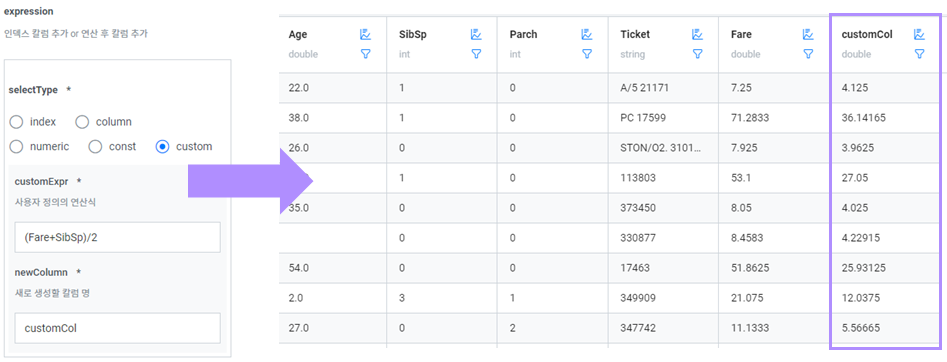 expression
인덱스 칼럼 추가 or 연산 후 칼럼 추가
selectType *
index column
numeric const custom
customExpr *
사용자 정의의 연산식
(Fare+SibSp)/2
newColumn *
새로 생성할 칼럼 명
customCol
Age SibSp Parch Ticket Fare customCol
double int int string double double
22.0 1 0 A/5 21171 7.25 4.125
38.0 1 0 PC 17599 71.2833 36.14165
26.0 0 0 STON/O2. 3101... 7.925 3.9625
1 0 113803 53.1 27.05
35.0 0 0 373450 8.05 4.025
0 0 330877 8.4583 4.22915
54.0 0 0 17463 51.8625 25.93125
2.0 3 1 349909 21.075 12.0375
27.0 0 2 347742 11.1333 5.56665